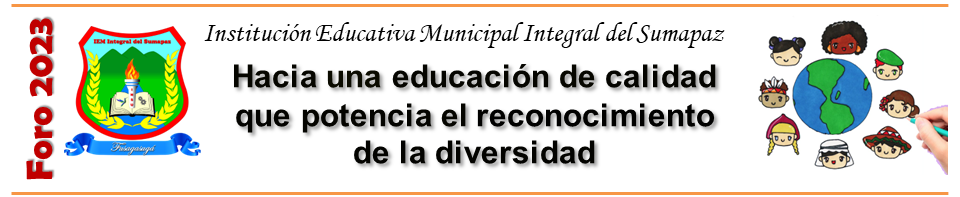 Foro 2023
IEM Integral del Sumapaz
Fusagasugá
Institución Educativa Municipal Integral del Sumapaz
Hacia una educación de calidad
que potencia el reconocimiento
de la diversidad